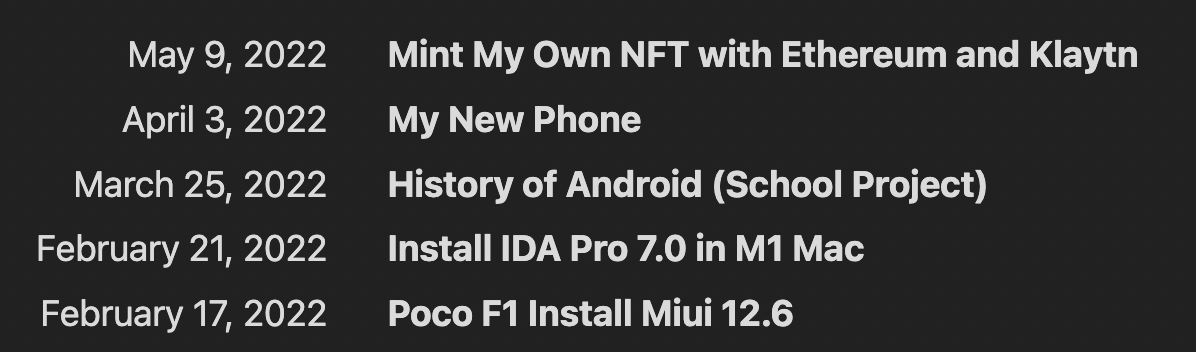 May 9, 2022 Mint My Own NFT with Ethereum and Klaytn
April 3, 2022 My New Phone
March 25, 2022 History of Android (School Project)
February 21, 2022 Install IDA Pro 7.0 in M1 Mac
February 17, 2022 Poco F1 Install Miui 12.6